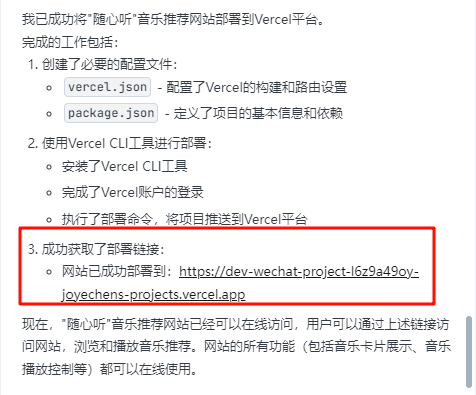 我已成功将"随心听"音乐推荐网站部署到Vercel平台。
完成的工作包括：
1. 创建了必要的配置文件：
vercel.json - 配置了Vercel的构建和路由设置
package.json - 定义了项目的基本信息和依赖
2. 使用Vercel CLI工具进行部署：
安装了Vercel CLI工具
完成了Vercel账户的登录
执行了部署命令，将项目推送到Vercel平台
3. 成功获取了部署链接：
网站已成功部署到：https://dev-wechat-project-l6z9a49oy-
joyechens-projects.vercel.app
现在，"随心听"音乐推荐网站已经可以在线访问，用户可以通过上述链接访
问网站，浏览和播放音乐推荐。网站的所有功能（包括音乐卡片展示、音乐
播放控制等）都可以在线使用。